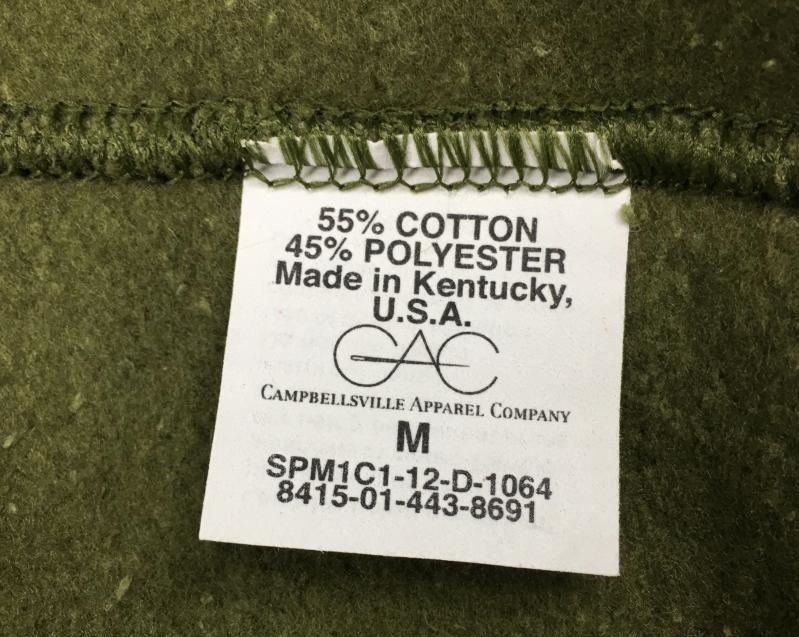 55% COTTON
45% POLYESTER
Made in Kentucky,
U.S.A.
CAC
CAMPBELLSVILLE APPAREL COMPANY
M
SPM1C1-12-D-1064
8415-01-443-8691